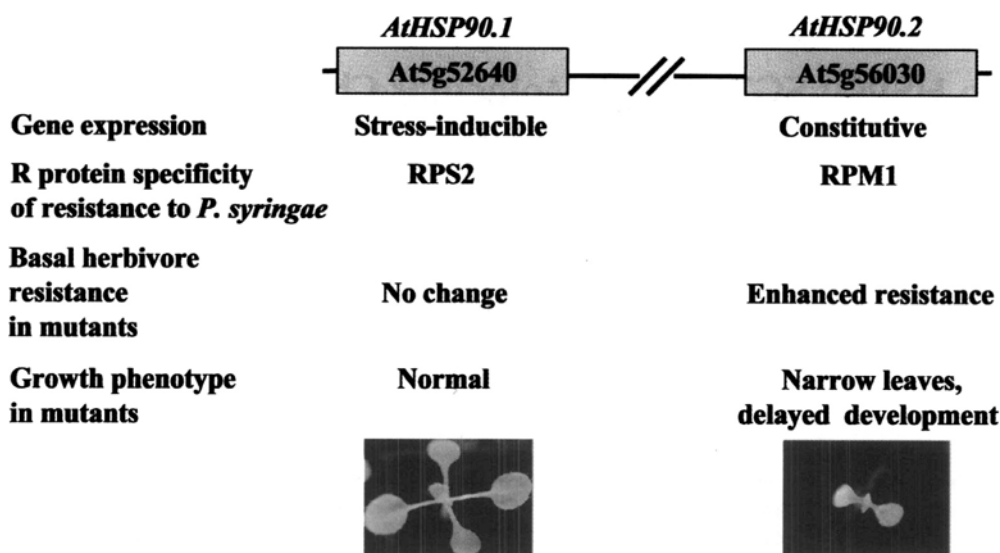 AtHSP90.1 AtHSP90.2
At5g52640 At5g56030
Gene expression Stress-inducible Constitutive
R protein specificity RPS2 RPM1
of resistance to P. syringae
Basal herbivore
resistance No change Enhanced resistance
in mutants
Growth phenotype Normal Narrow leaves,
in mutants delayed development